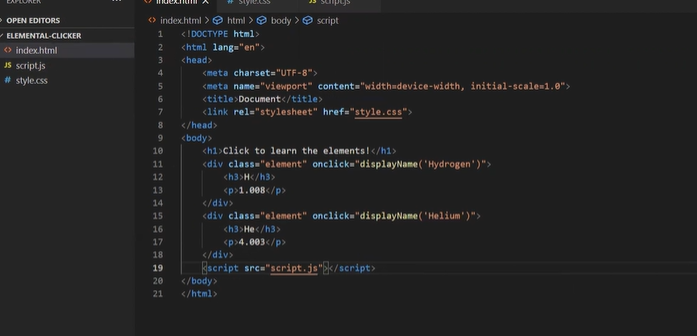 EXPLORER
OPEN EDITORS
ELEMENTAL-CLICKER
<> index.html
JS script.js
# style.css
index.html
style.css
script.js
<> index.html > html > body > script
1 <!DOCTYPE html>
2 <html lang="en">
3 <head>
4 <meta charset="UTF-8">
5 <meta name="viewport" content="width=device-width, initial-scale=1.0">
6 <title>Document</title>
7 <link rel="stylesheet" href="style.css">
8 </head>
9 <body>
10 <h1>Click to learn the elements!</h1>
11 <div class="element" onclick="displayName('Hydrogen')">
12 <h3>H</h3>
13 <p>1.008</p>
14 </div>
15 <div class="element" onclick="displayName('Helium')">
16 <h3>He</h3>
17 <p>4.003</p>
18 </div>
19 <script src="script.js"></script>
20 </body>
21 </html>